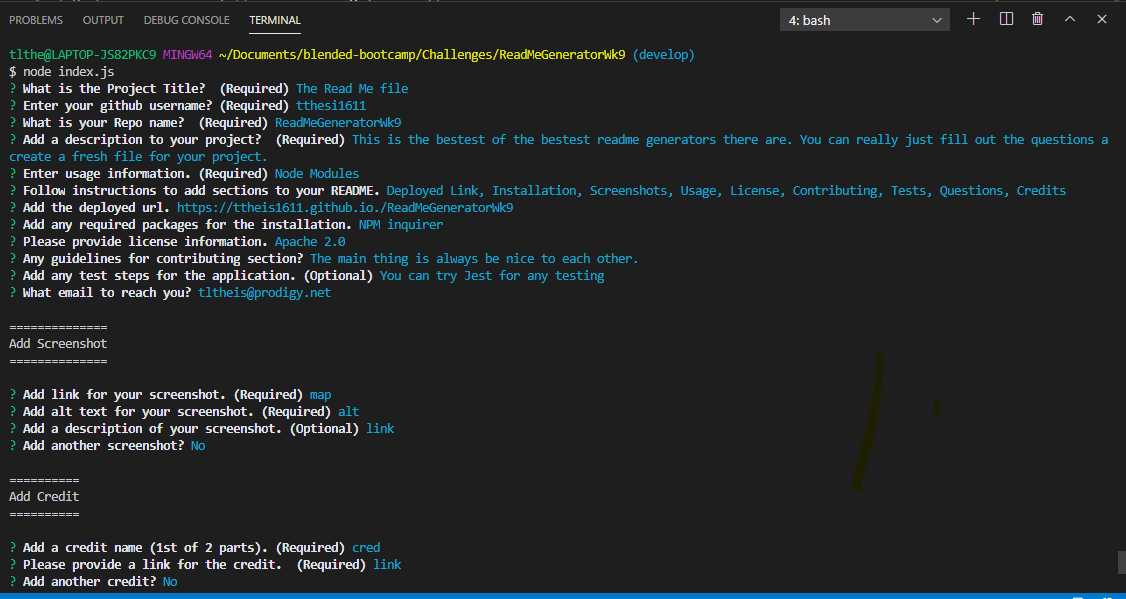 PROBLEMS OUTPUT DEBUG CONSOLE TERMINAL 4: bash
tlthe@LAPTOP-JS82PKC9 MINGW64 ~/Documents/blended-bootcamp/Challenges/ReadMeGeneratorWk9 (develop)
$ node index.js
? What is the Project Title? (Required) The Read Me file
? Enter your github username? (Required) tthesi1611
? What is your Repo name? (Required) ReadMeGeneratorWk9
? Add a description to your project? (Required) This is the bestest of the bestest readme generators there are. You can really just fill out the questions a
create a fresh file for your project.
? Enter usage information. (Required) Node Modules
? Follow instructions to add sections to your README. Deployed Link, Installation, Screenshots, Usage, License, Contributing, Tests, Questions, Credits
? Add the deployed url. https://ttheis1611.github.io./ReadMeGeneratorWk9
? Add any required packages for the installation. NPM inquirer
? Please provide license information. Apache 2.0
? Any guidelines for contributing section? The main thing is always be nice to each other.
? Add any test steps for the application. (Optional) You can try Jest for any testing
? What email to reach you? tltheis@prodigy.net
==============
Add Screenshot
==============
? Add link for your screenshot. (Required) map
? Add alt text for your screenshot. (Required) alt
? Add a description of your screenshot. (Optional) link
? Add another screenshot? No
==========
Add Credit
==========
? Add a credit name (1st of 2 parts). (Required) cred
? Please provide a link for the credit. (Required) link
? Add another credit? No